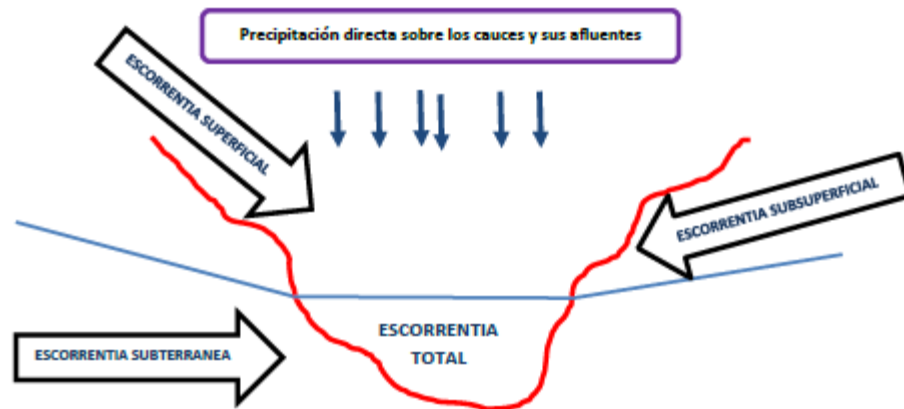 Precipitación directa sobre los cauces y sus afluentes
ESCORRENTIA SUPERFICIAL
ESCORRENTIA SUBSUPERFICIAL
ESCORRENTIA
TOTAL
ESCORRENTIA SUBTERRANEA